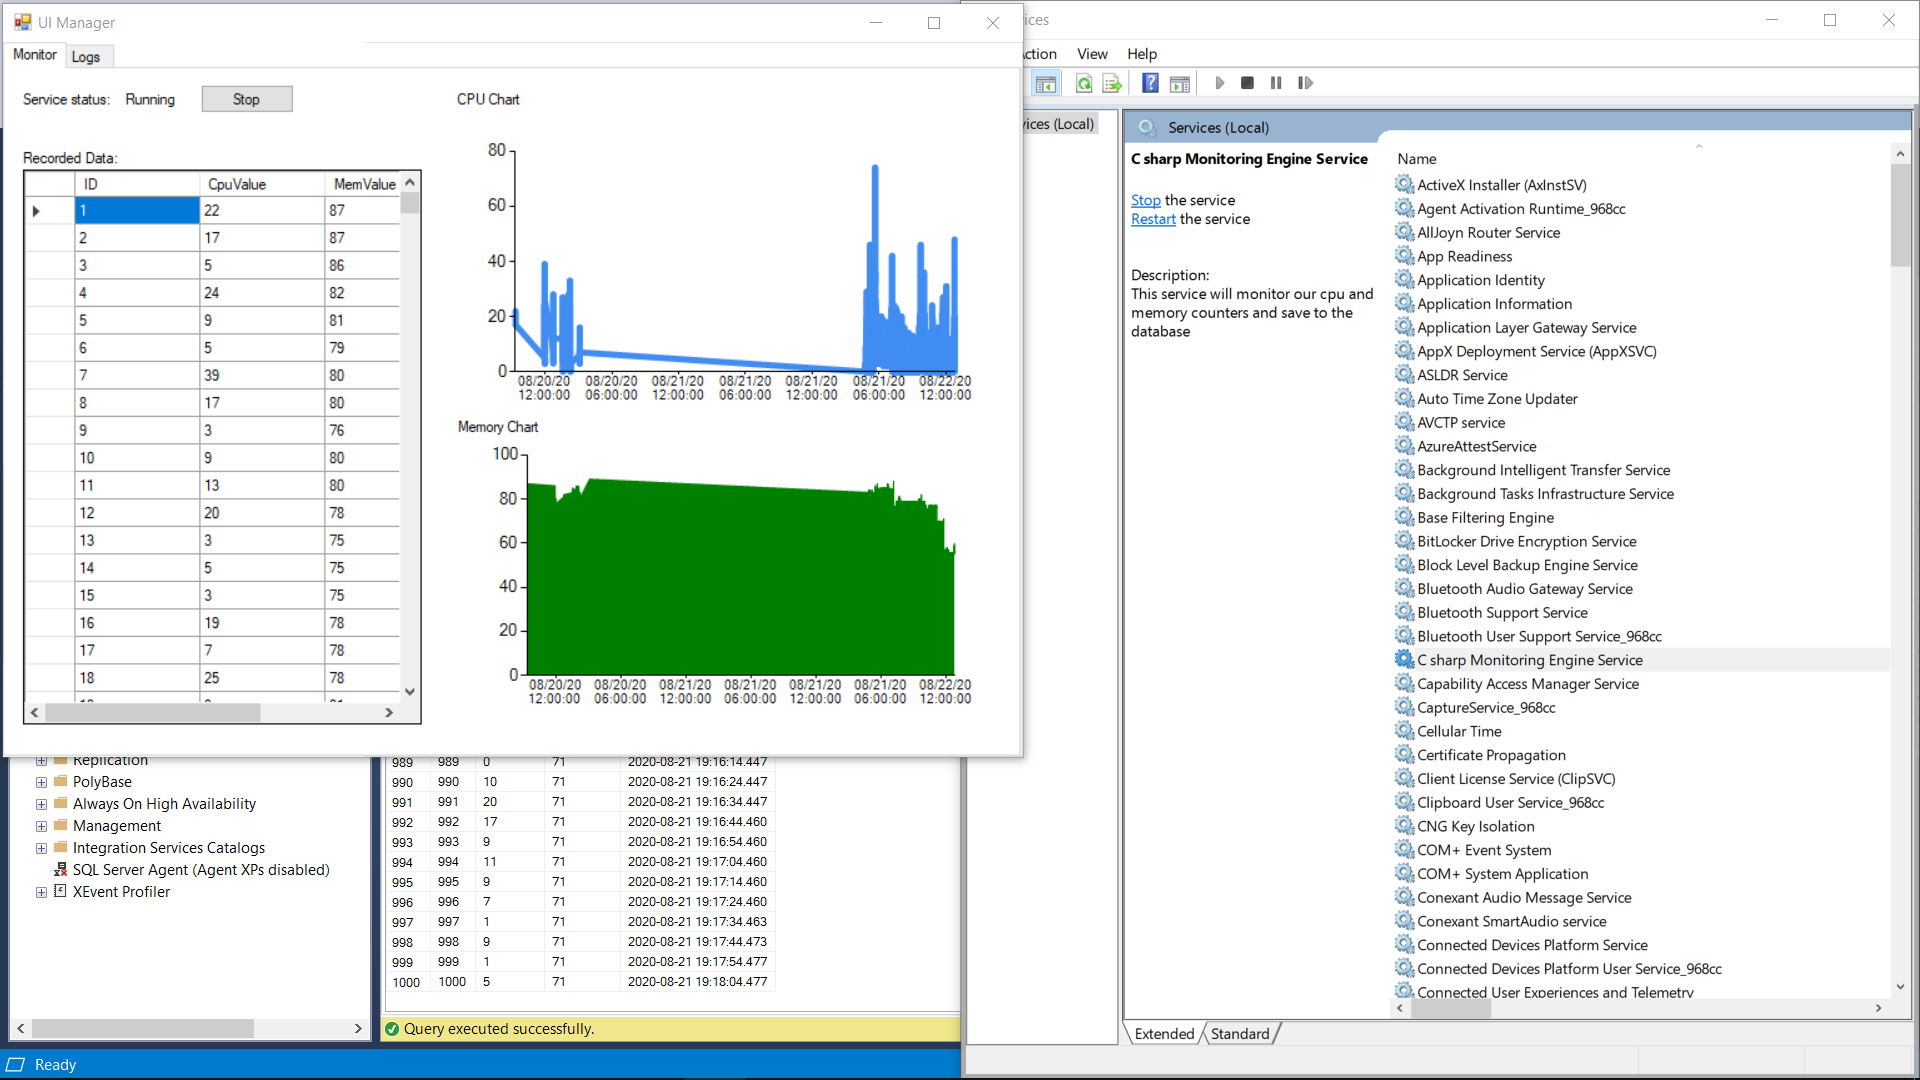 UI Manager
Monitor
Logs
Service status: Running Stop
Recorded Data:
ID CpuValue MemValue
1 22 87
2 17 87
3 5 86
4 24 82
5 9 81
6 5 79
7 39 80
8 17 80
9 3 76
10 9 80
11 13 80
12 20 78
13 3 75
14 5 75
15 3 75
16 19 78
17 7 78
18 25 78
CPU Chart
80
60
40
20
0
08/20/20 08/20/20 08/21/20 08/21/20 08/21/20 08/21/20 08/22/20
12:00:00 06:00:00 12:00:00 06:00:00 12:00:00 06:00:00 12:00:00
Memory Chart
100
80
60
40
20
0
08/20/20 08/20/20 08/21/20 08/21/20 08/21/20 08/21/20 08/22/20
12:00:00 06:00:00 12:00:00 06:00:00 12:00:00 06:00:00 12:00:00
Replication
PolyBase
Always On High Availability
Management
Integration Services Catalogs
SQL Server Agent (Agent XPs disabled)
XEvent Profiler
989 989 0 71 2020-08-21 19:16:14.447
990 990 10 71 2020-08-21 19:16:24.447
991 991 20 71 2020-08-21 19:16:34.447
992 992 17 71 2020-08-21 19:16:44.460
993 993 9 71 2020-08-21 19:16:54.460
994 994 11 71 2020-08-21 19:17:04.460
995 995 9 71 2020-08-21 19:17:14.460
996 996 7 71 2020-08-21 19:17:24.460
997 997 1 71 2020-08-21 19:17:34.463
998 998 9 71 2020-08-21 19:17:44.473
999 999 1 71 2020-08-21 19:17:54.477
1000 1000 5 71 2020-08-21 19:18:04.477
Query executed successfully.
Ready
ices
ction View Help
vices (Local)
Services (Local)
C sharp Monitoring Engine Service
Stop the service
Restart the service
Description:
This service will monitor our cpu and
memory counters and save to the
database
Name
ActiveX Installer (AxInstSV)
Agent Activation Runtime_968cc
AllJoyn Router Service
App Readiness
Application Identity
Application Information
Application Layer Gateway Service
AppX Deployment Service (AppXSVC)
ASLDR Service
Auto Time Zone Updater
AVCTP service
AzureAttestService
Background Intelligent Transfer Service
Background Tasks Infrastructure Service
Base Filtering Engine
BitLocker Drive Encryption Service
Block Level Backup Engine Service
Bluetooth Audio Gateway Service
Bluetooth Support Service
Bluetooth User Support Service_968cc
C sharp Monitoring Engine Service
Capability Access Manager Service
CaptureService_968cc
Cellular Time
Certificate Propagation
Client License Service (ClipSVC)
Clipboard User Service_968cc
CNG Key Isolation
COM+ Event System
COM+ System Application
Conexant Audio Message Service
Conexant SmartAudio service
Connected Devices Platform Service
Connected Devices Platform User Service_968cc
Connected User Experiences and Telemetry
Extended
Standard